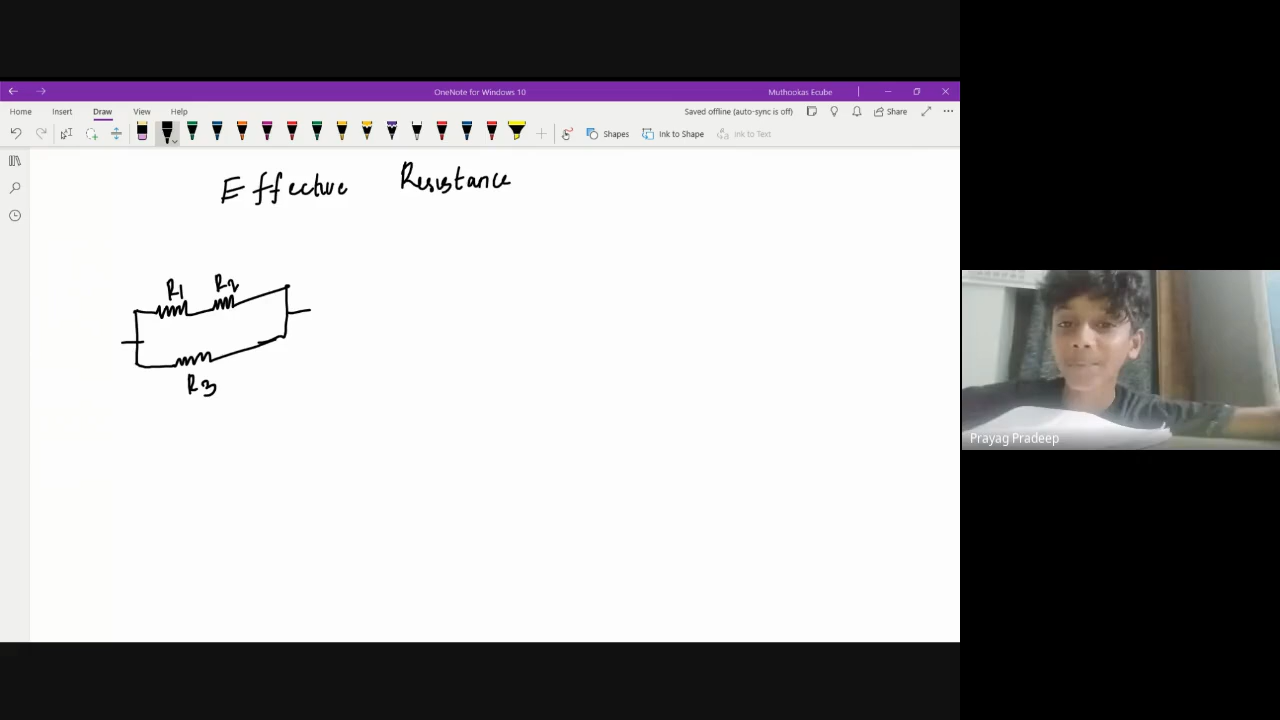 OneNote for Windows 10
Muthookas Ecube
Home Insert Draw View Help
Saved offline (auto-sync is off)
Share
Shapes
Ink to Shape
Ink to Text
Effective Resistance
R1 R2
R3
Prayag Pradeep